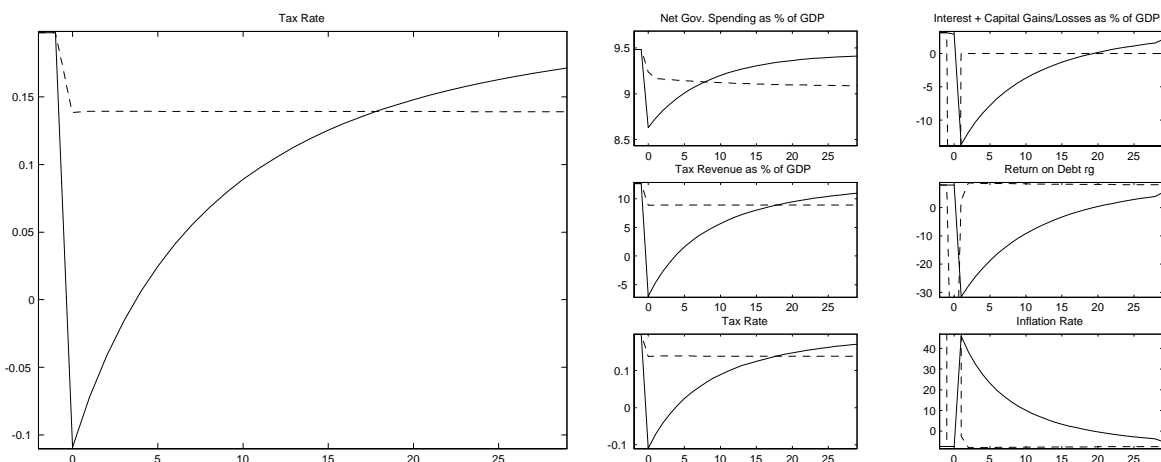 Tax Rate
0.15
0.1
0.05
0
-0.05
-0.1
0 5 10 15 20 25
Net Gov. Spending as % of GDP
9.5
9
8.5
0 5 10 15 20 25
Tax Revenue as % of GDP
10
5
0
-5
0 5 10 15 20 25
Tax Rate
0.1
0
-0.1
0 5 10 15 20 25
Interest + Capital Gains/Losses as % of GDP
0
-5
-10
0 5 10 15 20 25
Return on Debt rg
0
-10
-20
-30
0 5 10 15 20 25
Inflation Rate
40
30
20
10
0
0 5 10 15 20 25